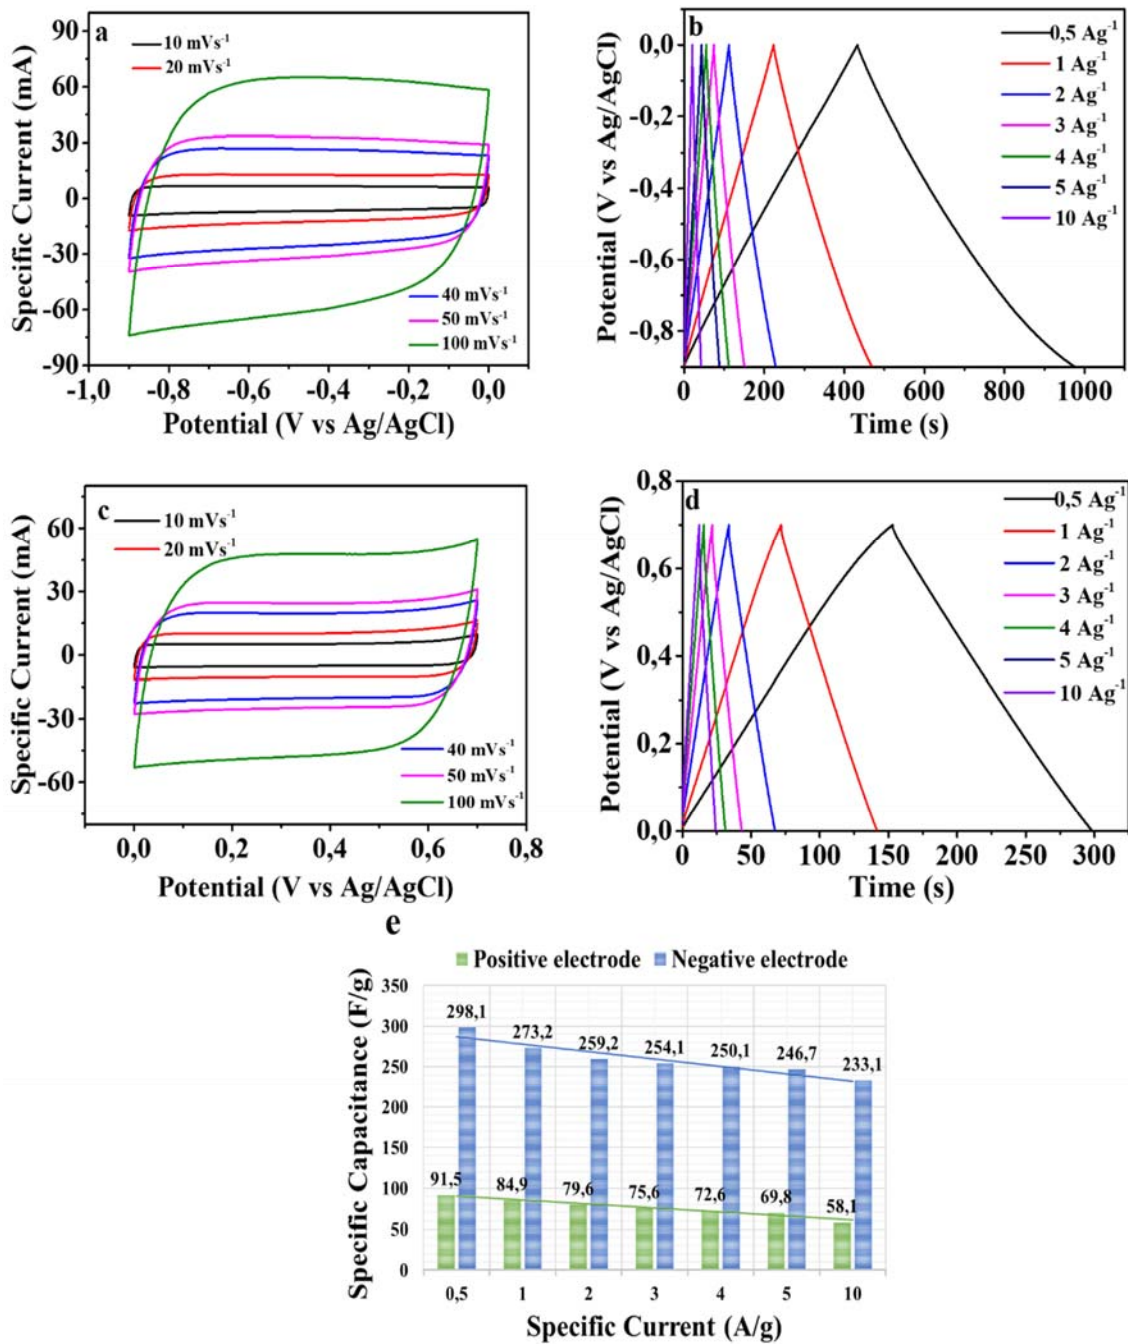 a
10 mVs⁻¹
20 mVs⁻¹
40 mVs⁻¹
50 mVs⁻¹
100 mVs⁻¹
Specific Current (mA)
90
60
30
0
-30
-60
-90
-1,0 -0,8 -0,6 -0,4 -0,2 0,0
Potential (V vs Ag/AgCl)
b
0,5 Ag⁻¹
1 Ag⁻¹
2 Ag⁻¹
3 Ag⁻¹
4 Ag⁻¹
5 Ag⁻¹
10 Ag⁻¹
Potential (V vs Ag/AgCl)
0,0
-0,2
-0,4
-0,6
-0,8
0 200 400 600 800 1000
Time (s)
c
10 mVs⁻¹
20 mVs⁻¹
40 mVs⁻¹
50 mVs⁻¹
100 mVs⁻¹
Specific Current (mA)
60
30
0
-30
-60
0,0 0,2 0,4 0,6 0,8
Potential (V vs Ag/AgCl)
d
0,5 Ag⁻¹
1 Ag⁻¹
2 Ag⁻¹
3 Ag⁻¹
4 Ag⁻¹
5 Ag⁻¹
10 Ag⁻¹
Potential (V vs Ag/AgCl)
0,8
0,6
0,4
0,2
0,0
0 50 100 150 200 250 300
Time (s)
e
Positive electrode Negative electrode
Specific Capacitance (F/g)
350
300
250
200
150
100
50
0
298,1 273,2 259,2 254,1 250,1 246,7 233,1
91,5 84,9 79,6 75,6 72,6 69,8 58,1
0,5 1 2 3 4 5 10
Specific Current (A/g)